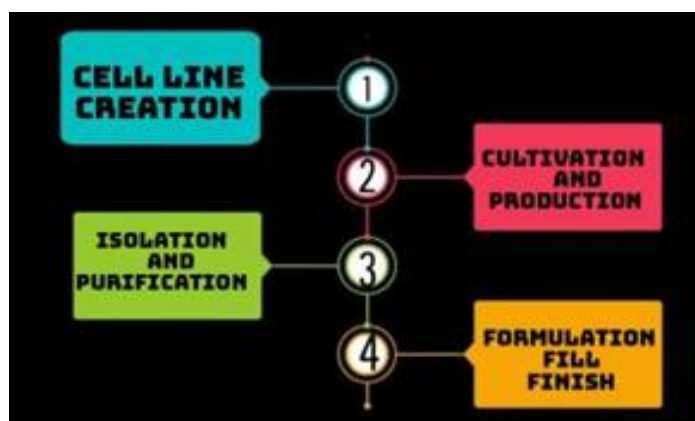 CELL LINE
CREATION
1
2
CULTIVATION
AND
PRODUCTION
ISOLATION
AND
PURIFICATION
3
4
FORMULATION
FILL
FINISH